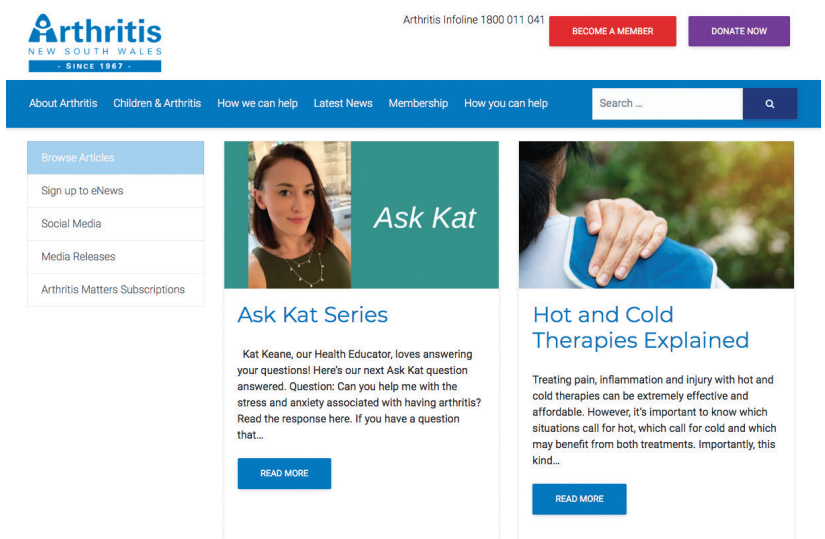 Arthritis
NEW SOUTH WALES
- SINCE 1967 -
Arthritis Infoline 1800 011 041
BECOME A MEMBER
DONATE NOW
About Arthritis
Children & Arthritis
How we can help
Latest News
Membership
How you can help
Search ...
Browse Articles
Sign up to eNews
Social Media
Media Releases
Arthritis Matters Subscriptions
Ask Kat
Ask Kat Series
Kat Keane, our Health Educator, loves answering
your questions! Here's our next Ask Kat question
answered. Question: Can you help me with the
stress and anxiety associated with having arthritis?
Read the response here. If you have a question
that...
READ MORE
Hot and Cold
Therapies Explained
Treating pain, inflammation and injury with hot and
cold therapies can be extremely effective and
affordable. However, it's important to know which
situations call for hot, which call for cold and which
may benefit from both treatments. Importantly, this
kind...
READ MORE